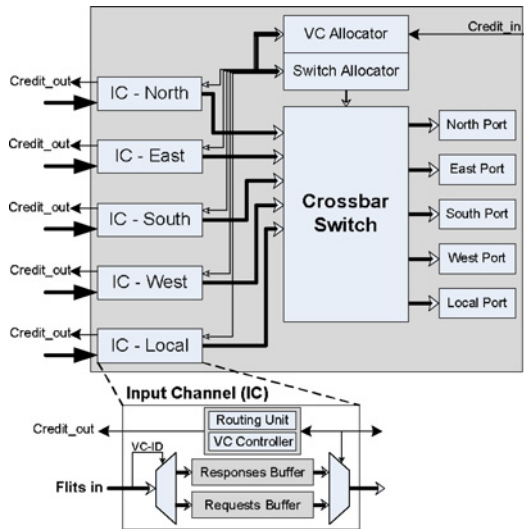 VC Allocator
Credit_in
Switch Allocator
Credit_out
IC - North
North Port
Credit_out
IC - East
East Port
Crossbar
Switch
Credit_out
IC - South
South Port
Credit_out
IC - West
West Port
Credit_out
IC - Local
Local Port
Input Channel (IC)
Routing Unit
Credit_out
VC Controller
VC-ID
Responses Buffer
Flits in
Requests Buffer